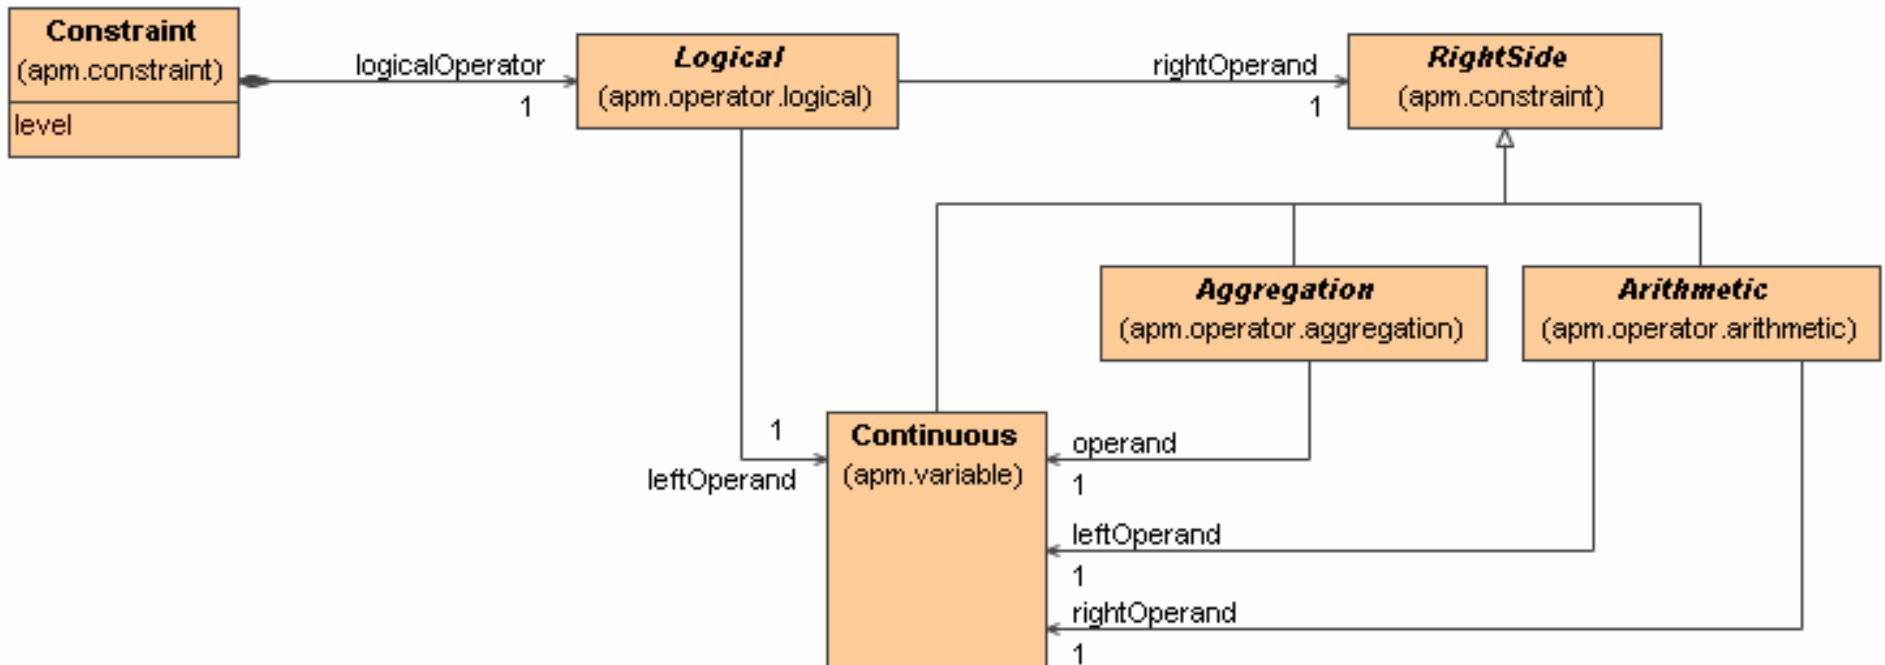 Constraint
(apm.constraint)
level
logicalOperator
1
Logical
(apm.operator.logical)
rightOperand
1
RightSide
(apm.constraint)
Aggregation
(apm.operator.aggregation)
Arithmetic
(apm.operator.arithmetic)
1
leftOperand
Continuous
(apm.variable)
operand
1
leftOperand
1
rightOperand
1